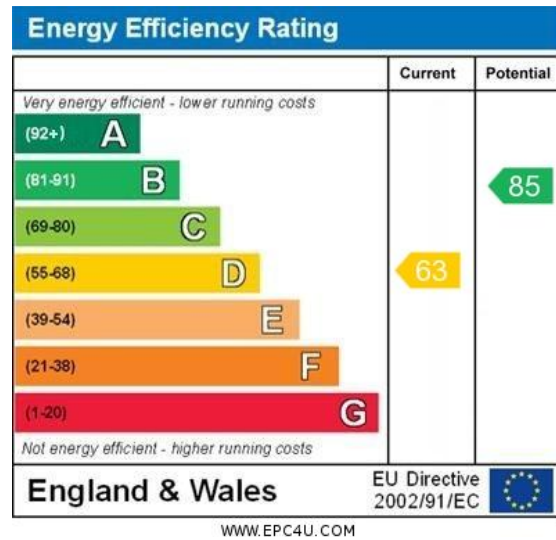 Energy Efficiency Rating
Current Potential
Very energy efficient - lower running costs
(92+) A
(81-91) B
85
(69-80) C
(55-68) D
63
(39-54) E
(21-38) F
(1-20) G
Not energy efficient - higher running costs
England & Wales
EU Directive
2002/91/EC
WWW.EPC4U.COM